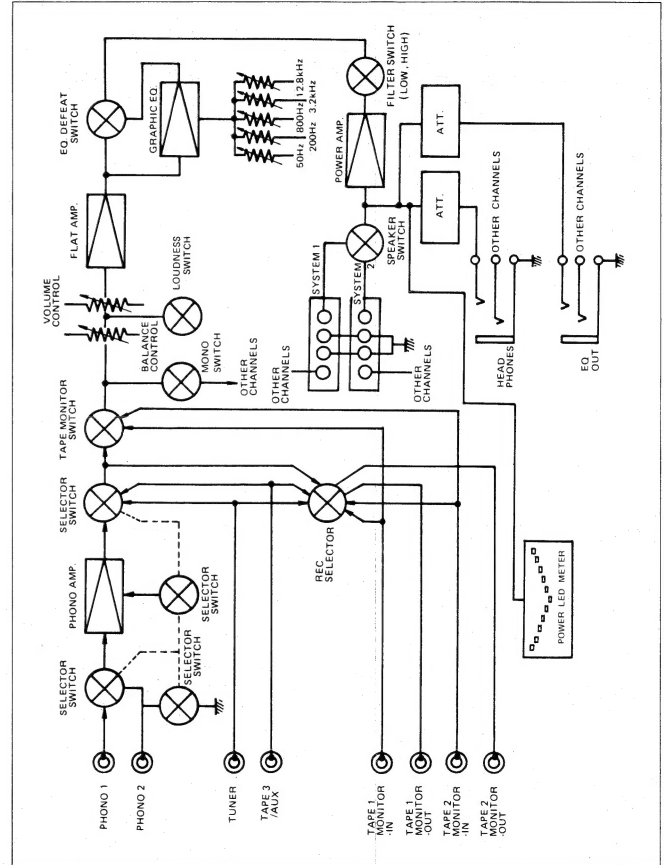 PHONO 1
PHONO 2
TUNER
TAPE 3
/AUX
TAPE 1
MONITOR
-IN
TAPE 1
MONITOR
-OUT
TAPE 2
MONITOR
-IN
TAPE 2
MONITOR
-OUT
SELECTOR
SWITCH
SELECTOR
SWITCH
PHONO AMP.
SELECTOR
SWITCH
SELECTOR
SWITCH
REC
SELECTOR
TAPE MONITOR
SWITCH
MONO
SWITCH
OTHER
CHANNELS
VOLUME
CONTROL
BALANCE
CONTROL
LOUDNESS
SWITCH
FLAT AMP.
EQ. DEFEAT
SWITCH
GRAPHIC EQ.
50Hz
200Hz
800Hz
3.2kHz
12.8kHz
FILTER SWITCH
(LOW, HIGH)
POWER AMP.
SPEAKER
SWITCH
SYSTEM 1
SYSTEM
2
OTHER
CHANNELS
OTHER
CHANNELS
ATT.
ATT.
OTHER CHANNELS
OTHER CHANNELS
HEAD
PHONES
EQ
OUT
POWER LED METER